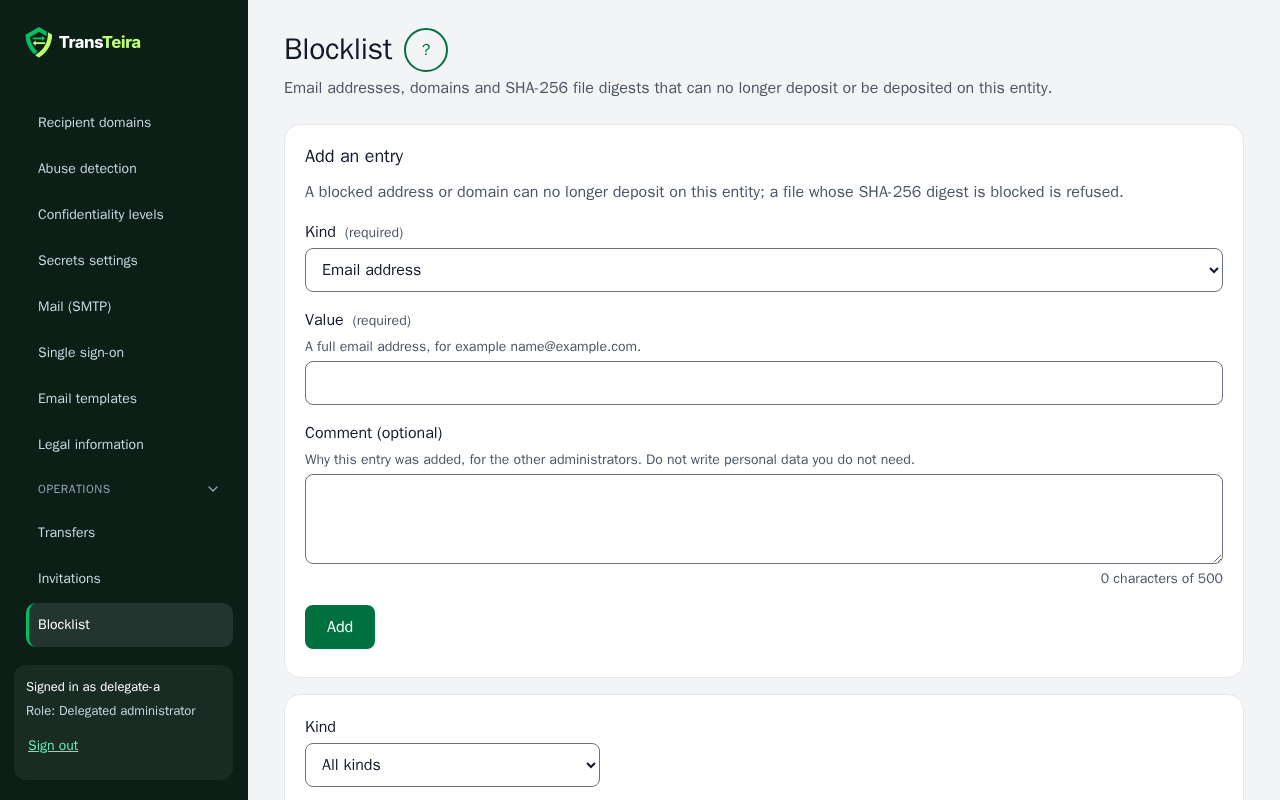 TransTeira
Recipient domains
Abuse detection
Confidentiality levels
Secrets settings
Mail (SMTP)
Single sign-on
Email templates
Legal information
OPERATIONS
Transfers
Invitations
Blocklist
Signed in as delegate-a
Role: Delegated administrator
Sign out
Blocklist ?
Email addresses, domains and SHA-256 file digests that can no longer deposit or be deposited on this entity.
Add an entry
A blocked address or domain can no longer deposit on this entity; a file whose SHA-256 digest is blocked is refused.
Kind (required)
Email address
Value (required)
A full email address, for example name@example.com.
Comment (optional)
Why this entry was added, for the other administrators. Do not write personal data you do not need.
0 characters of 500
Add
Kind
All kinds